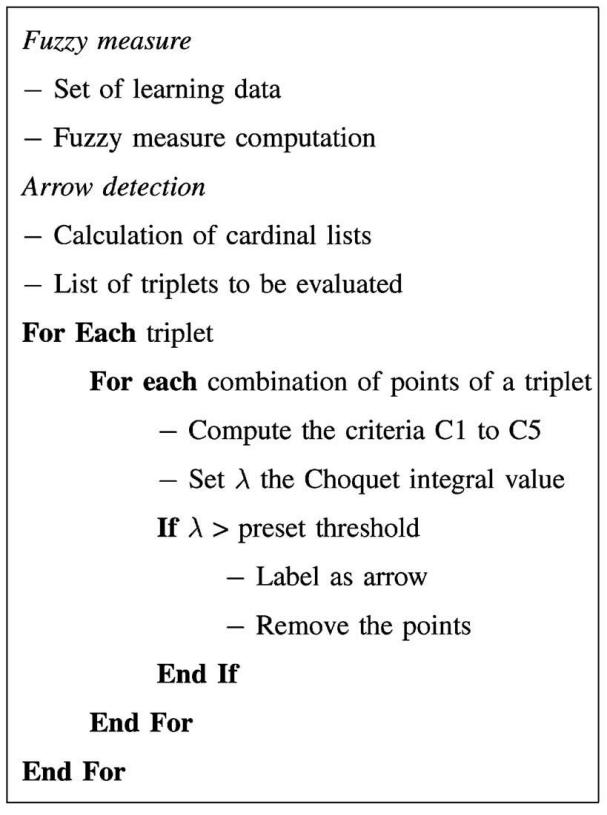 Fuzzy measure
− Set of learning data
− Fuzzy measure computation
Arrow detection
− Calculation of cardinal lists
− List of triplets to be evaluated
For Each triplet
For each combination of points of a triplet
− Compute the criteria C1 to C5
− Set λ the Choquet integral value
If λ > preset threshold
− Label as arrow
− Remove the points
End If
End For
End For